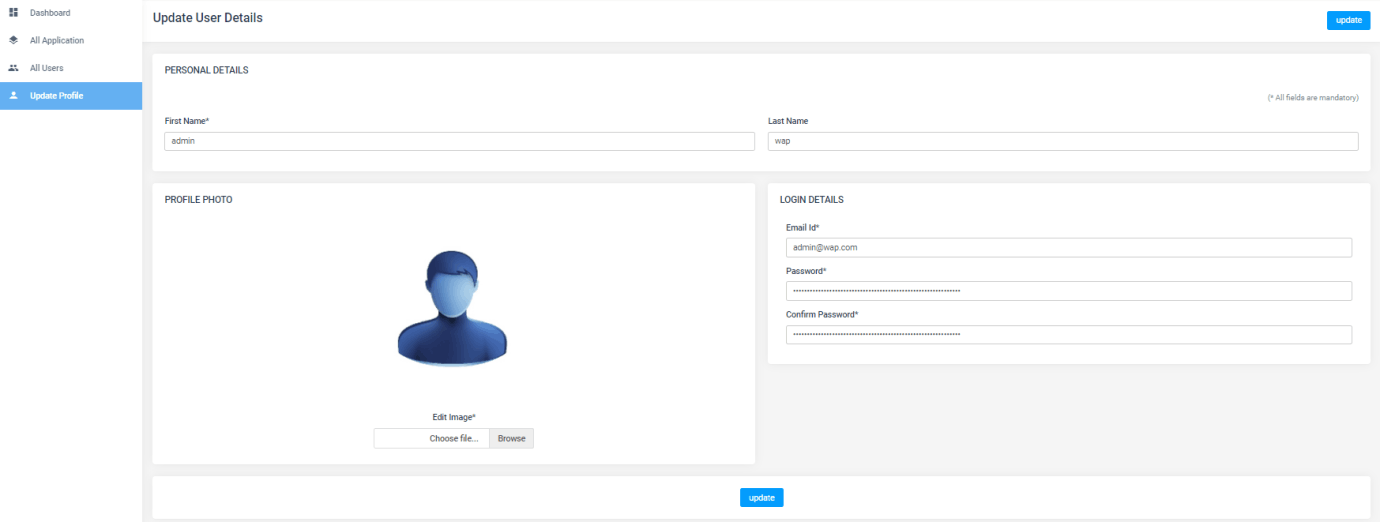 Dashboard
All Application
All Users
Update Profile
Update User Details
update
PERSONAL DETAILS
(* All fields are mandatory)
First Name*
Last Name
admin
wap
PROFILE PHOTO
Edit Image*
Choose file...
Browse
LOGIN DETAILS
Email Id*
admin@wap.com
Password*
Confirm Password*
update